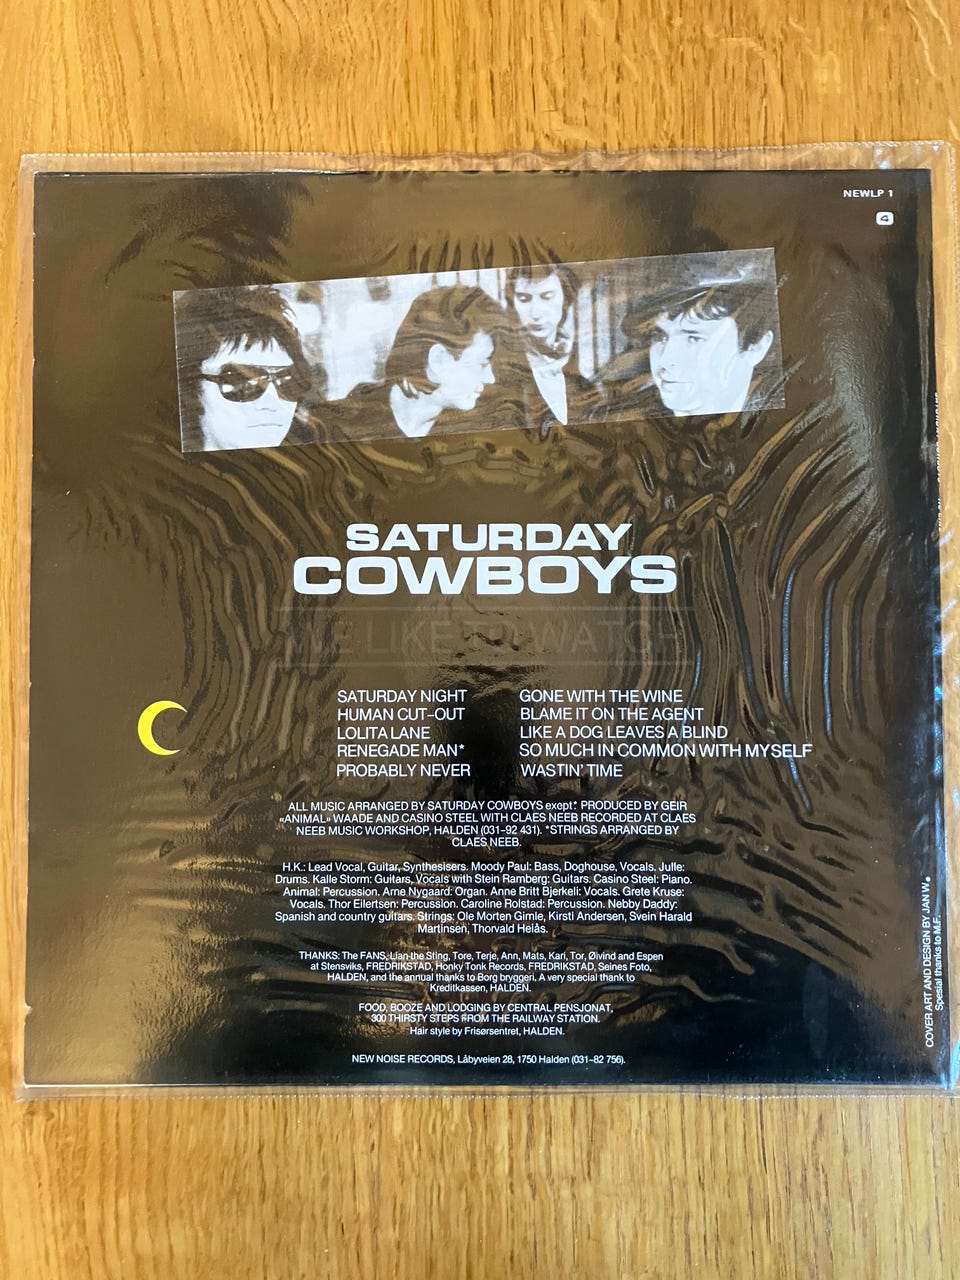 NEWLP 1
4
SATURDAY
COWBOYS
WE LIKE TO WATCH
SATURDAY NIGHT
HUMAN CUT-OUT
LOLITA LANE
RENEGADE MAN*
PROBABLY NEVER
GONE WITH THE WINE
BLAME IT ON THE AGENT
LIKE A DOG LEAVES A BLIND
SO MUCH IN COMMON WITH MYSELF
WASTIN' TIME
ALL MUSIC ARRANGED BY SATURDAY COWBOYS exept*. PRODUCED BY GEIR
«ANIMAL» WAADE AND CASINO STEEL WITH CLAES NEEB RECORDED AT CLAES
NEEB MUSIC WORKSHOP, HALDEN (031-92 431). *STRINGS ARRANGED BY
CLAES NEEB.
H.K.: Lead Vocal, Guitar, Synthesisers. Moody Paul: Bass, Doghouse, Vocals. Julle:
Drums. Kalle Storm: Guitars, Vocals with Stein Ramberg: Guitars. Casino Steel: Piano.
Animal: Percussion. Arne Nygaard: Organ. Anne Britt Bjerkeli: Vocals. Grete Kruse:
Vocals. Thor Eilertsen: Percussion. Caroline Rolstad: Percussion. Nebby Daddy:
Spanish and country guitars. Strings: Ole Morten Gimle, Kirsti Andersen, Svein Harald
Martinsen, Thorvald Heiås.
THANKS: The FANS, Lian the Sting, Tore, Terje, Ann, Mats, Kari, Tor, Øivind and Espen
at Stensviks, FREDRIKSTAD, Honky Tonk Records, FREDRIKSTAD, Seines Foto,
HALDEN, and the annual thanks to Borg bryggeri. A very special thank to
Kreditkassen, HALDEN.
FOOD, BOOZE AND LODGING BY CENTRAL PENSJONAT,
300 THIRSTY STEPS FROM THE RAILWAY STATION.
Hair style by Frisørsentret, HALDEN.
NEW NOISE RECORDS, Låbyveien 28, 1750 Halden (031-82 756).
COVER ART AND DESIGN BY JAN W.
Spesial thanks to M.F.